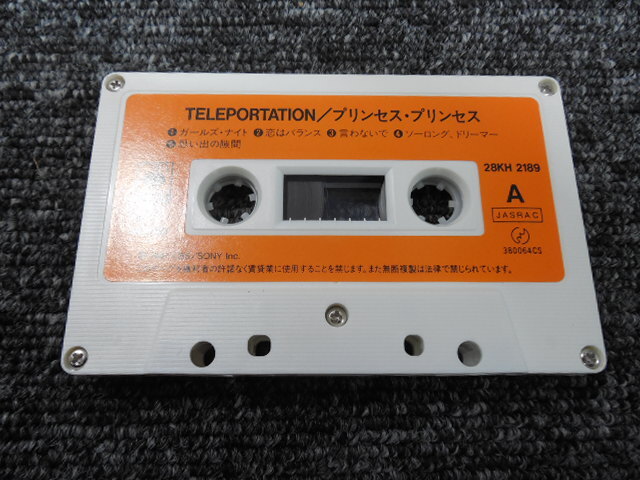 TELEPORTATION/プリンセス・プリンセス
❶ガールズ・ナイト ❷恋はバランス ❸言わないで ❹ソーロング、ドリーマー
❺思い出の隙間
28KH 2189
A
JASRAC
360064CS
SONY Inc.
の許諾なく賃貸業に使用することを禁じます。また無断複製は法律で禁じられています。